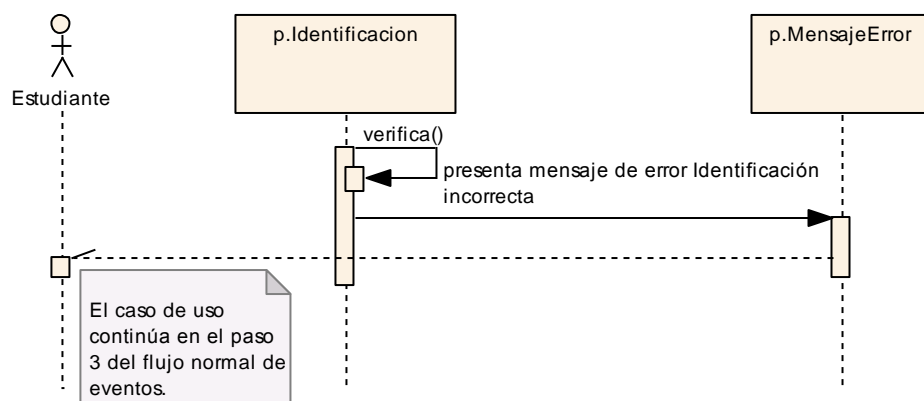 p.Identificacion
p.MensajeError
Estudiante
verifica()
presenta mensaje de error Identificación
incorrecta
El caso de uso
continúa en el paso
3 del flujo normal de
eventos.